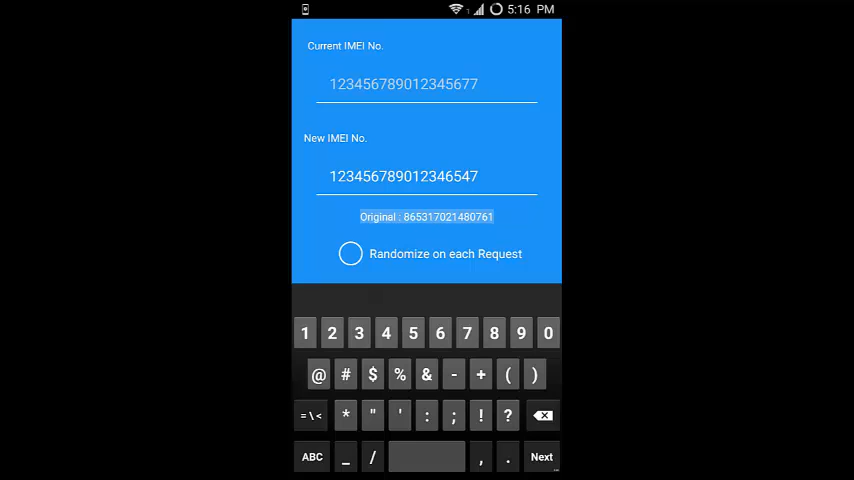 5:16 PM
Current IMEI No.
123456789012345677
New IMEI No.
123456789012346547
Original : 865317021480761
Randomize on each Request
1 2 3 4 5 6 7 8 9 0
@ # $ % & - + ( )
= \ < * " ' : ; ! ?
ABC _ / , . Next